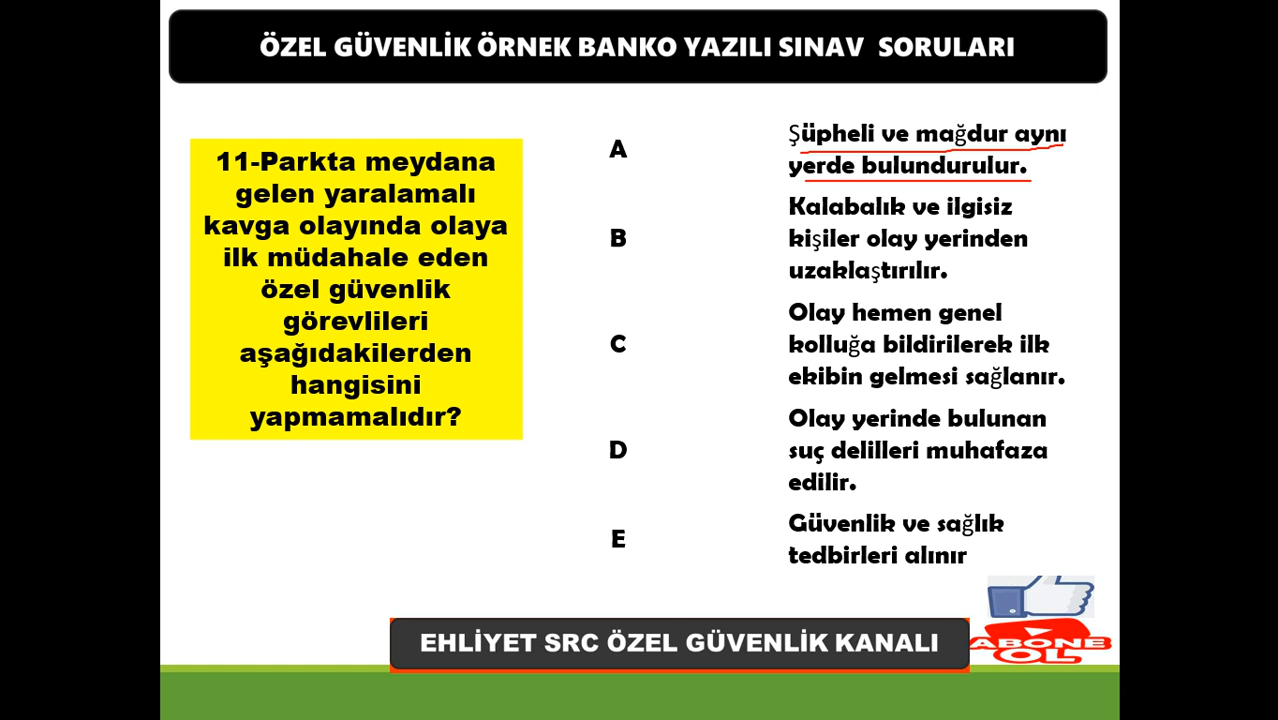 ÖZEL GÜVENLİK ÖRNEK BANKO YAZILI SINAV SORULARI
11-Parkta meydana
gelen yaralamalı
kavga olayında olaya
ilk müdahale eden
özel güvenlik
görevlileri
aşağıdakilerden
hangisini
yapmamalıdır?
A
Şüpheli ve mağdur aynı
yerde bulundurulur.
B
Kalabalık ve ilgisiz
kişiler olay yerinden
uzaklaştırılır.
C
Olay hemen genel
kolluğa bildirilerek ilk
ekibin gelmesi sağlanır.
D
Olay yerinde bulunan
suç delilleri muhafaza
edilir.
E
Güvenlik ve sağlık
tedbirleri alınır
EHLİYET SRC ÖZEL GÜVENLİK KANALI
ABONE
OL